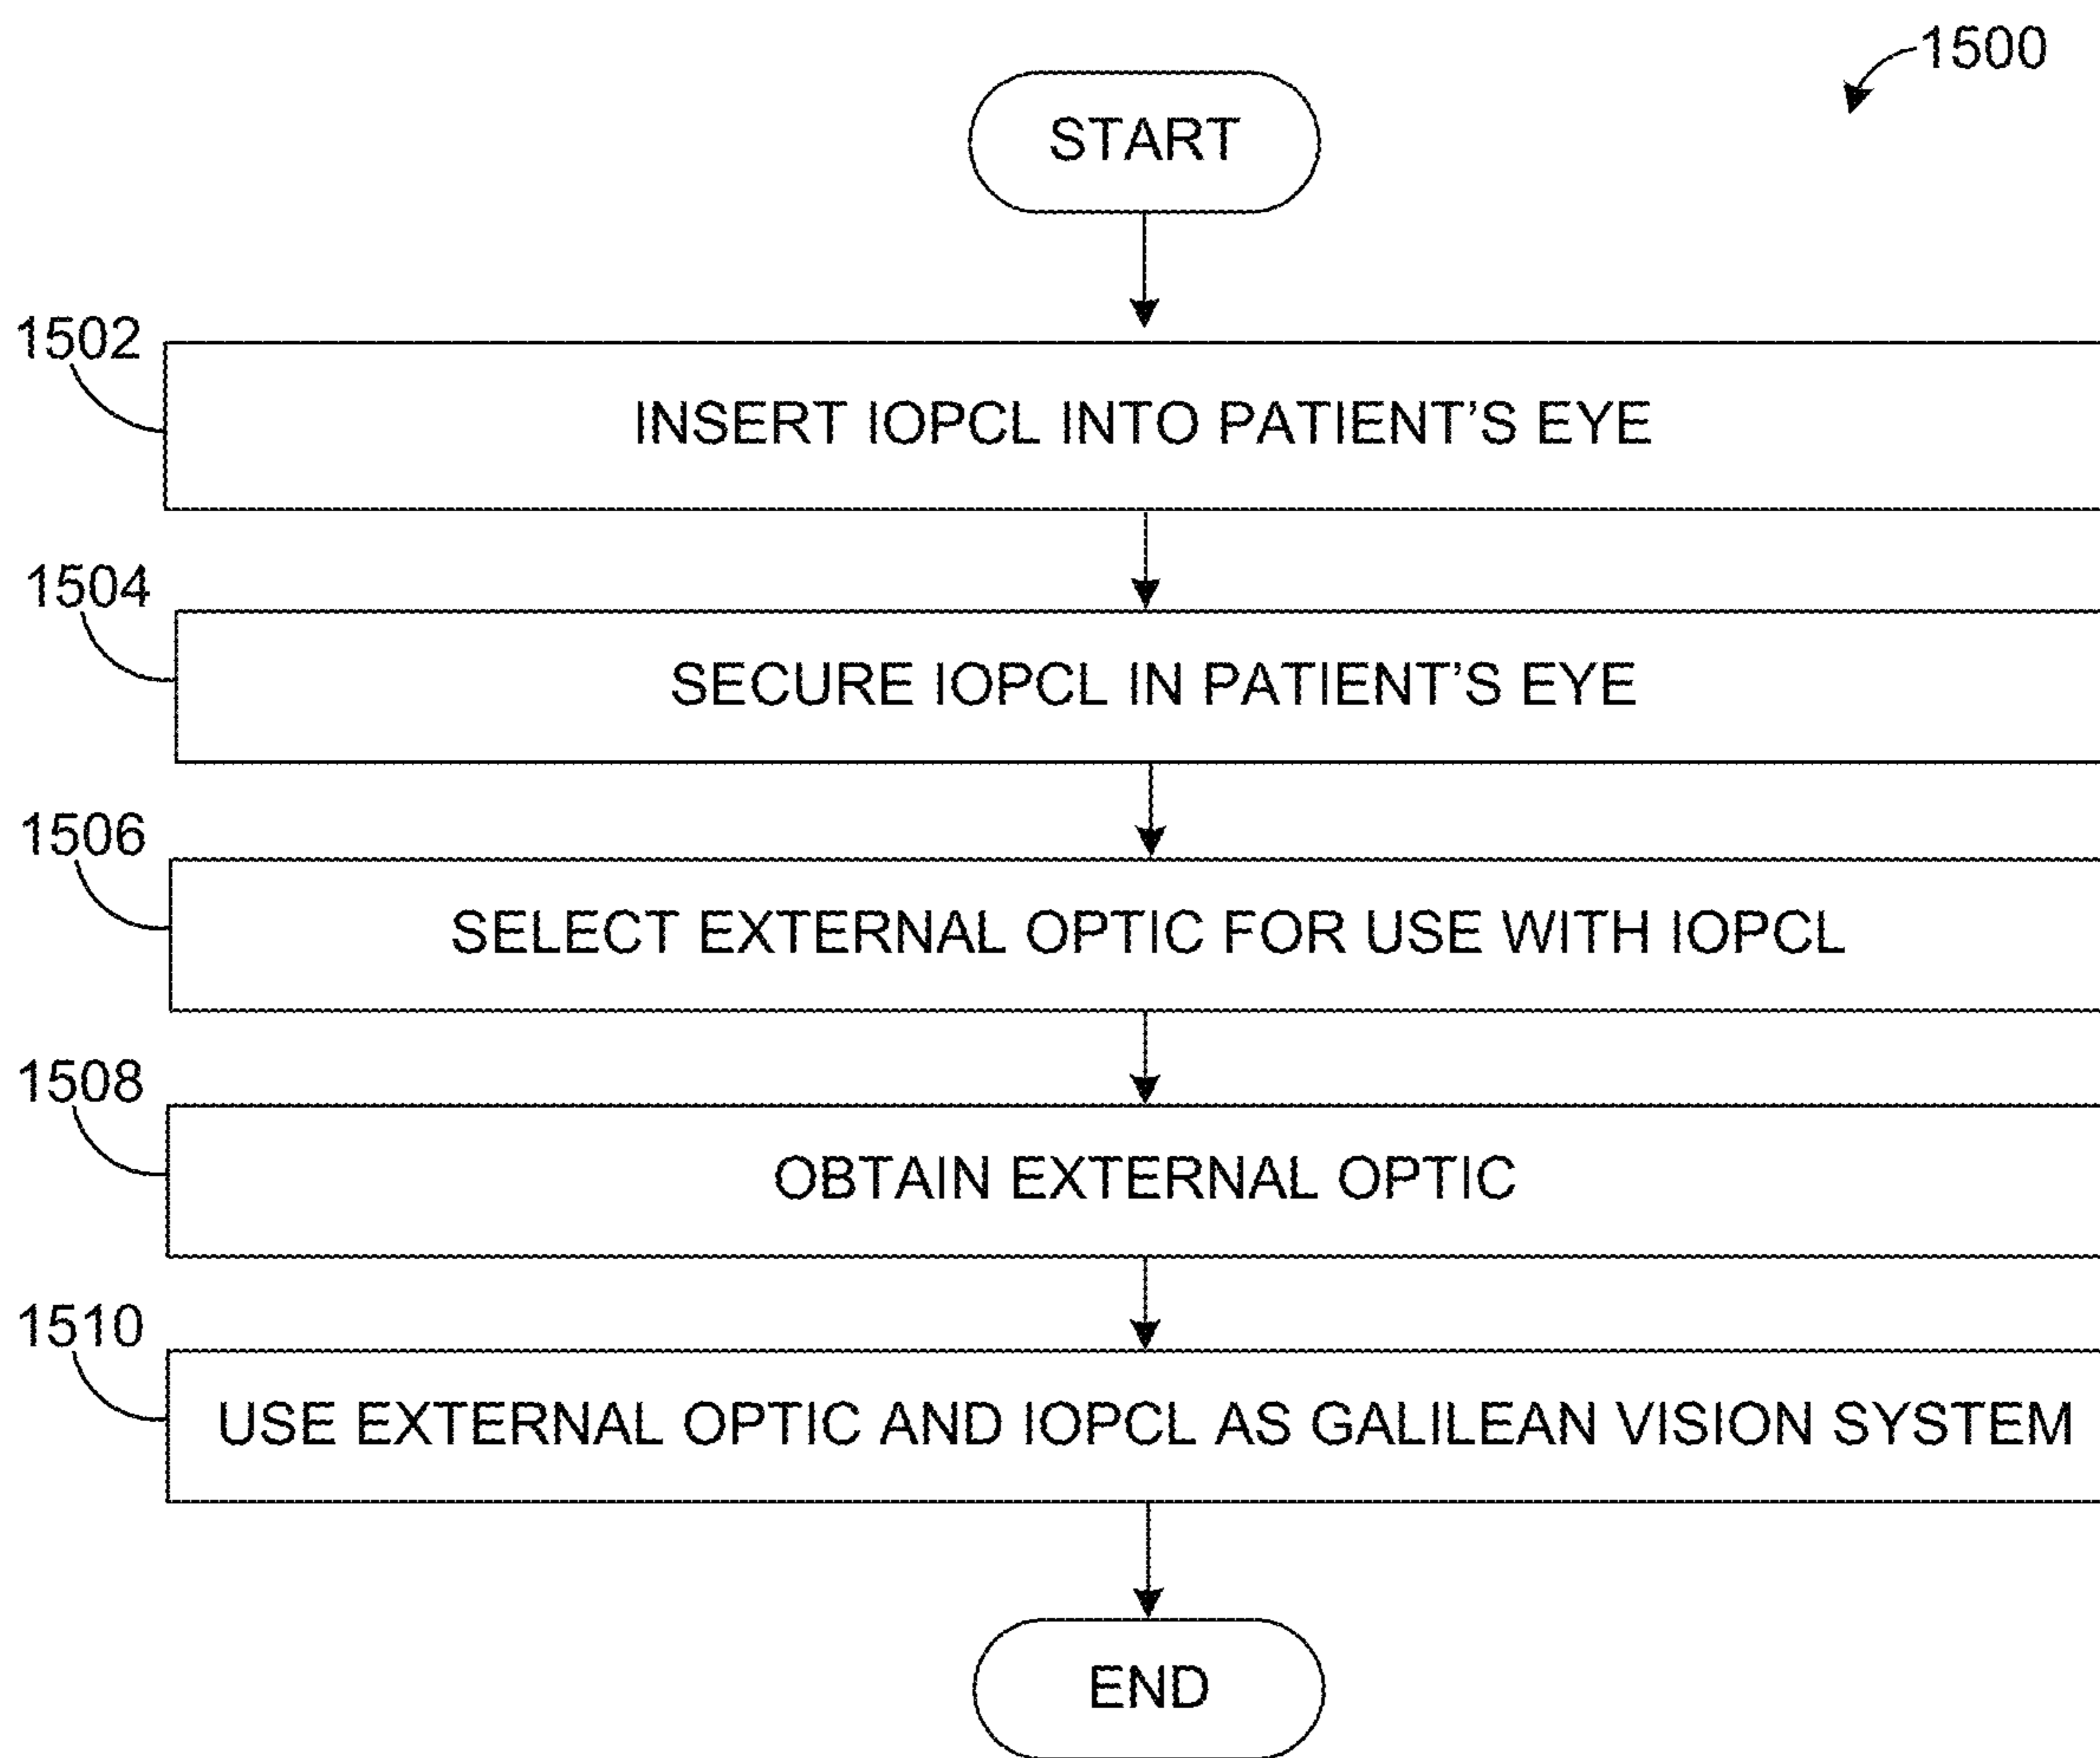 1500
START
1502
INSERT IOPCL INTO PATIENT'S EYE
1504
SECURE IOPCL IN PATIENT'S EYE
1506
SELECT EXTERNAL OPTIC FOR USE WITH IOPCL
1508
OBTAIN EXTERNAL OPTIC
1510
USE EXTERNAL OPTIC AND IOPCL AS GALILEAN VISION SYSTEM
END